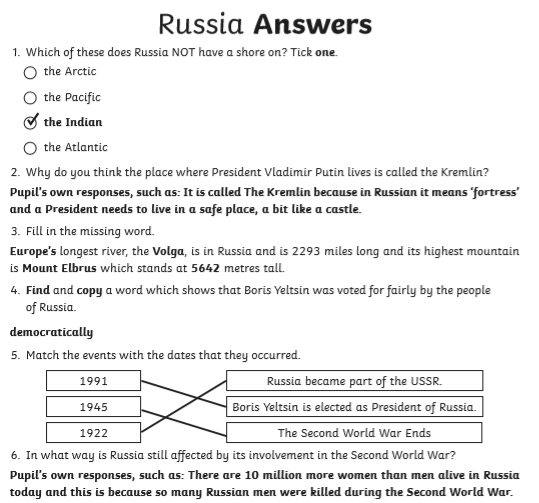 Russia Answers
1. Which of these does Russia NOT have a shore on? Tick one.
the Arctic
the Pacific
the Indian
the Atlantic
2. Why do you think the place where President Vladimir Putin lives is called the Kremlin?
Pupil's own responses, such as: It is called The Kremlin because in Russian it means 'fortress'
and a President needs to live in a safe place, a bit like a castle.
3. Fill in the missing word.
Europe's longest river, the Volga, is in Russia and is 2293 miles long and its highest mountain
is Mount Elbrus which stands at 5642 metres tall.
4. Find and copy a word which shows that Boris Yeltsin was voted for fairly by the people
of Russia.
democratically
5. Match the events with the dates that they occurred.
1991 Russia became part of the USSR.
1945 Boris Yeltsin is elected as President of Russia.
1922 The Second World War Ends
6. In what way is Russia still affected by its involvement in the Second World War?
Pupil's own responses, such as: There are 10 million more women than men alive in Russia
today and this is because so many Russian men were killed during the Second World War.